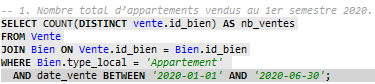 -- 1. Nombre total d'appartements vendus au 1er semestre 2020.
SELECT COUNT(DISTINCT vente.id_bien) AS nb_ventes
FROM Vente
JOIN Bien ON Vente.id_bien = Bien.id_bien
WHERE Bien.type_local = 'Appartement'
AND date_vente BETWEEN '2020-01-01' AND '2020-06-30';